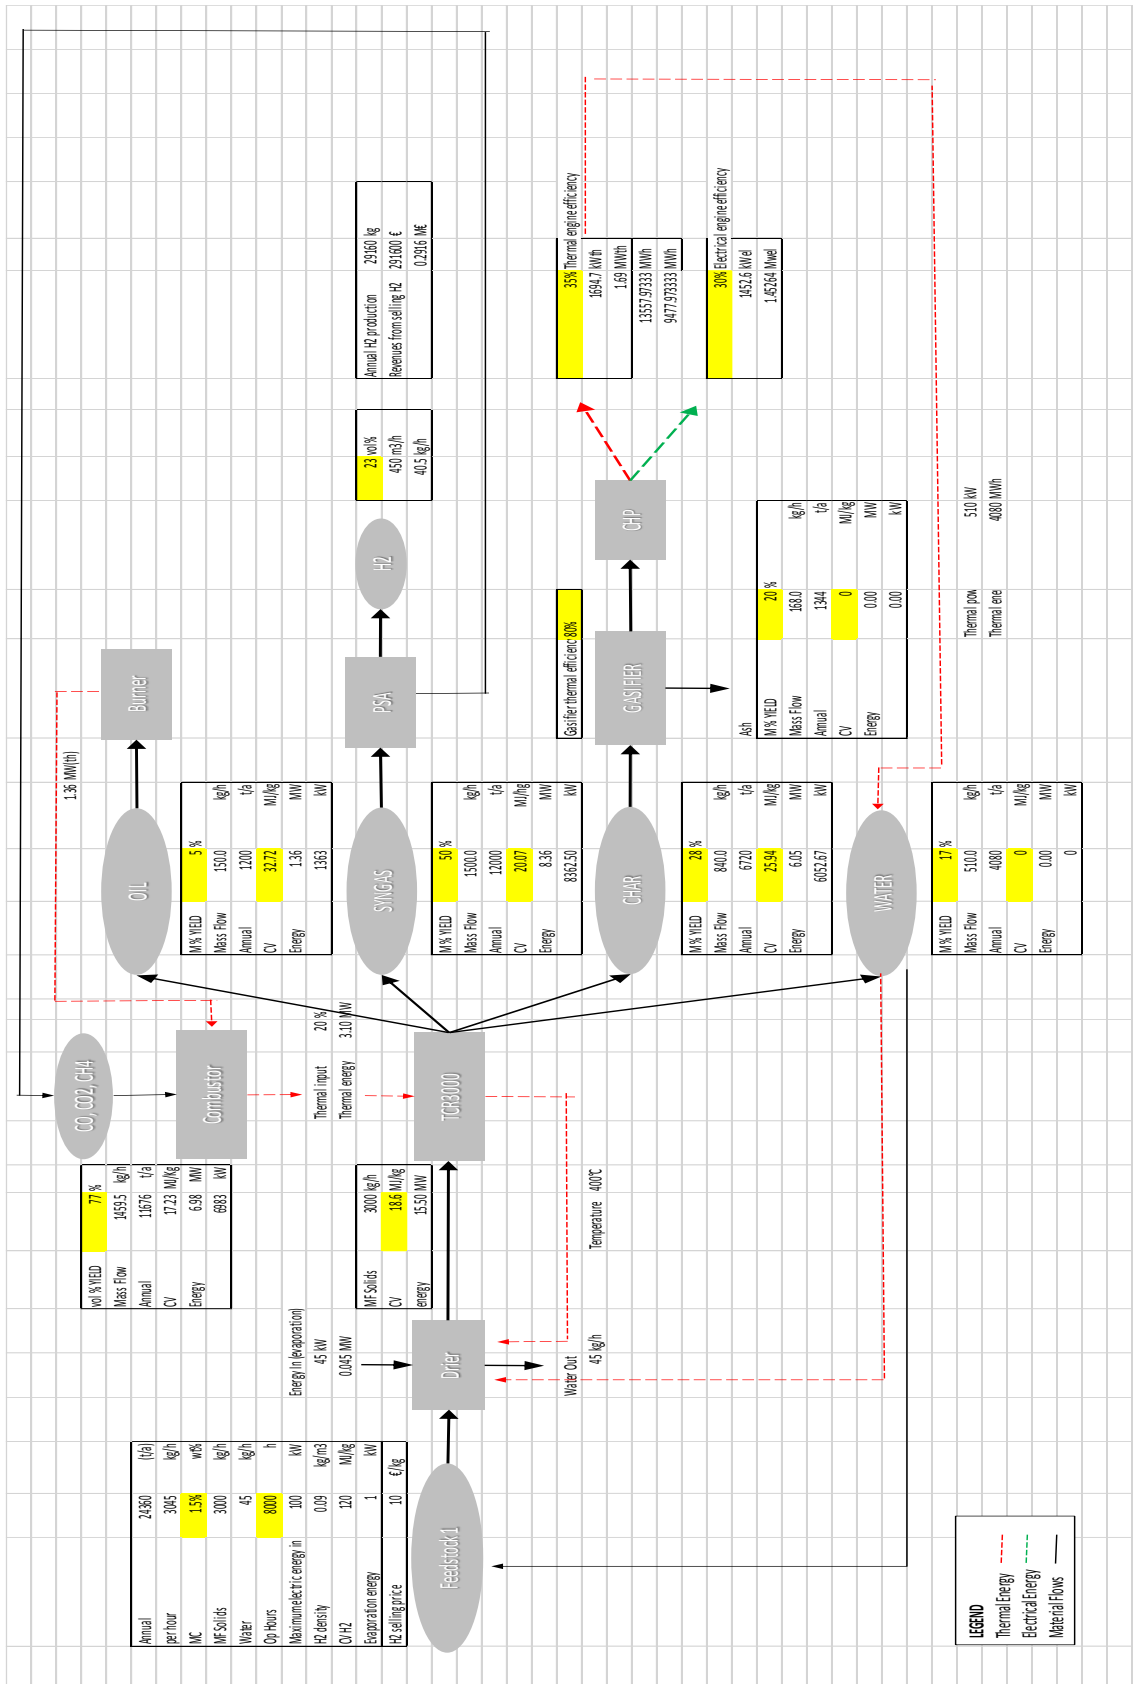 Annual 24360 (t/a)
per hour 3045 kg/h
MC 1.5% wt%
MF Solids 3000 kg/h
Water 45 kg/h
Op Hours 8000 h
Maximum electric energy in 100 kW
H2 density 0.09 kg/m3
CV H2 120 MJ/kg
Evaporation energy 1 kW
H2 selling price 10 €/kg
Feedstock 1
Energy In (evaporation)
45 kW
0.045 MW
Drier
Water Out
45 kg/h
vol % YIELD 77 %
Mass Flow 1459.5 kg/h
Annual 11676 t/a
CV 17.23 MJ/Kg
Energy 6.98 MW
6983 kW
MF Solids 3000 kg/h
CV 18.6 MJ/kg
energy 15.50 MW
Temperature 400°C
CO, CO2, CH4
Combustor
Thermal input 20 %
Thermal energy 3.10 MW
TCR3000
1.36 MW(th)
OIL
M % YIELD 5 %
Mass Flow 150.0 kg/h
Annual 1200 t/a
CV 32.72 MJ/kg
Energy 1.36 MW
1363 kW
SYNGAS
M % YIELD 50 %
Mass Flow 1500.0 kg/h
Annual 12000 t/a
CV 20.07 MJ/mg
Energy 8.36 MW
8362.50 kW
CHAR
M % YIELD 28 %
Mass Flow 840.0 kg/h
Annual 6720 t/a
CV 25.94 MJ/kg
Energy 6.05 MW
6052.67 kW
WATER
M % YIELD 17 %
Mass Flow 510.0 kg/h
Annual 4080 t/a
CV 0 MJ/kg
Energy 0.00 MW
0 kW
Burner
PSA
H2
23 vol%
450 m3/h
40.5 kg/h
Annual H2 production 29160 kg
Revenues from selling H2 291600 €
0.2916 M€
Gasifier thermal efficienc 80%
GASIFIER
CHP
Ash
M % YIELD 20 %
Mass Flow 168.0 kg/h
Annual 1344 t/a
CV 0 MJ/kg
Energy 0.00 MW
0.00 kW
35% Thermal engine efficiency
1694.7 kWth
1.69 MWth
13557.97333 MWh
9477.973333 MWh
30% Electrical engine efficiency
1452.6 kWel
1.45264 Mwel
Thermal pow 510 kW
Thermal ene 4080 MWh
LEGEND
Thermal Energy
Electrical Energy
Material Flows